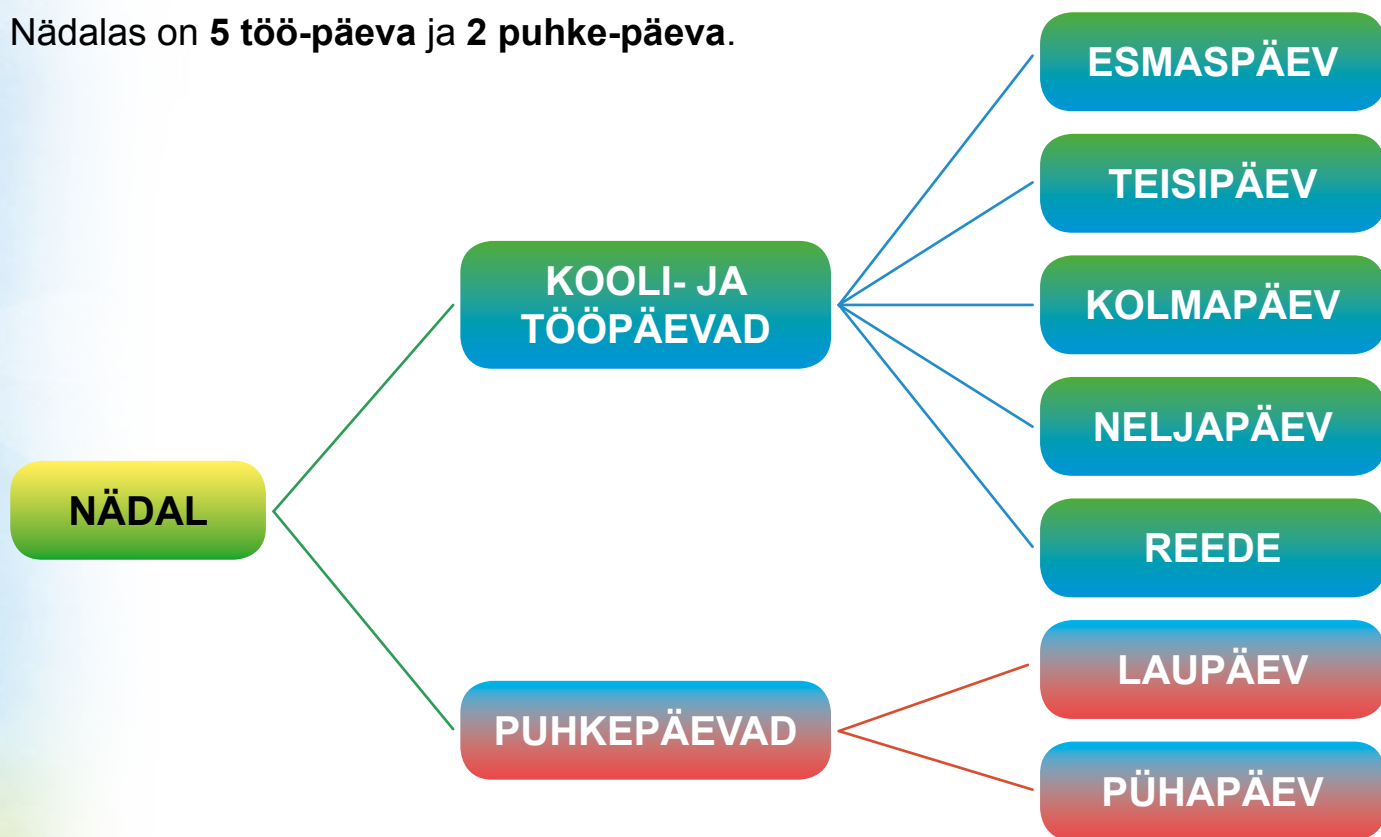 Nädalas on 5 töö-päeva ja 2 puhke-päeva.
NÄDAL
KOOLI- JA
TÖÖPÄEVAD
ESMASPÄEV
TEISIPÄEV
KOLMAPÄEV
NELJAPÄEV
REEDE
PUHKEPÄEVAD
LAUPÄEV
PÜHAPÄEV